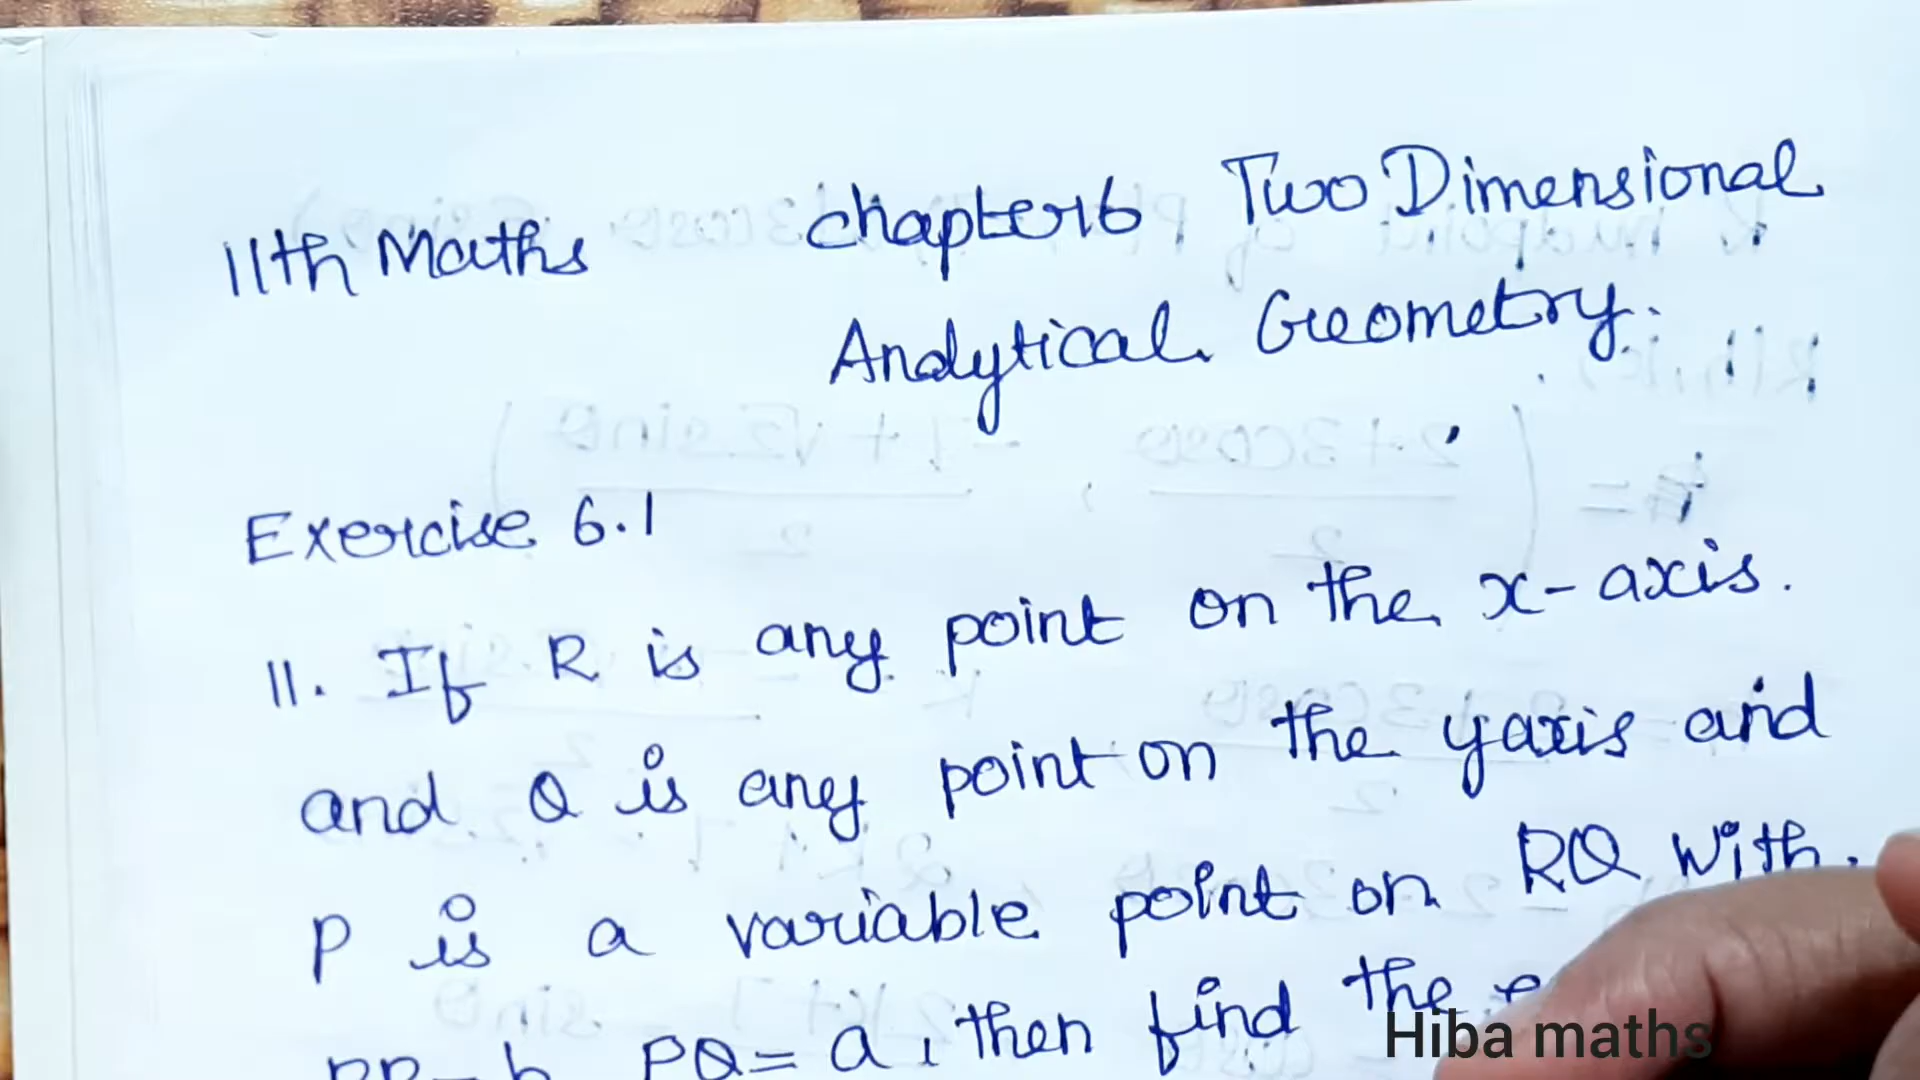 11th Maths chapter 6 Two Dimensional
Analytical Geometry.
Exercise 6.1
11. If R is any point on the x-axis.
and Q is any point on the yaxis and
P is a variable point on RQ with.
b, PQ = a, then find the
Hiba maths